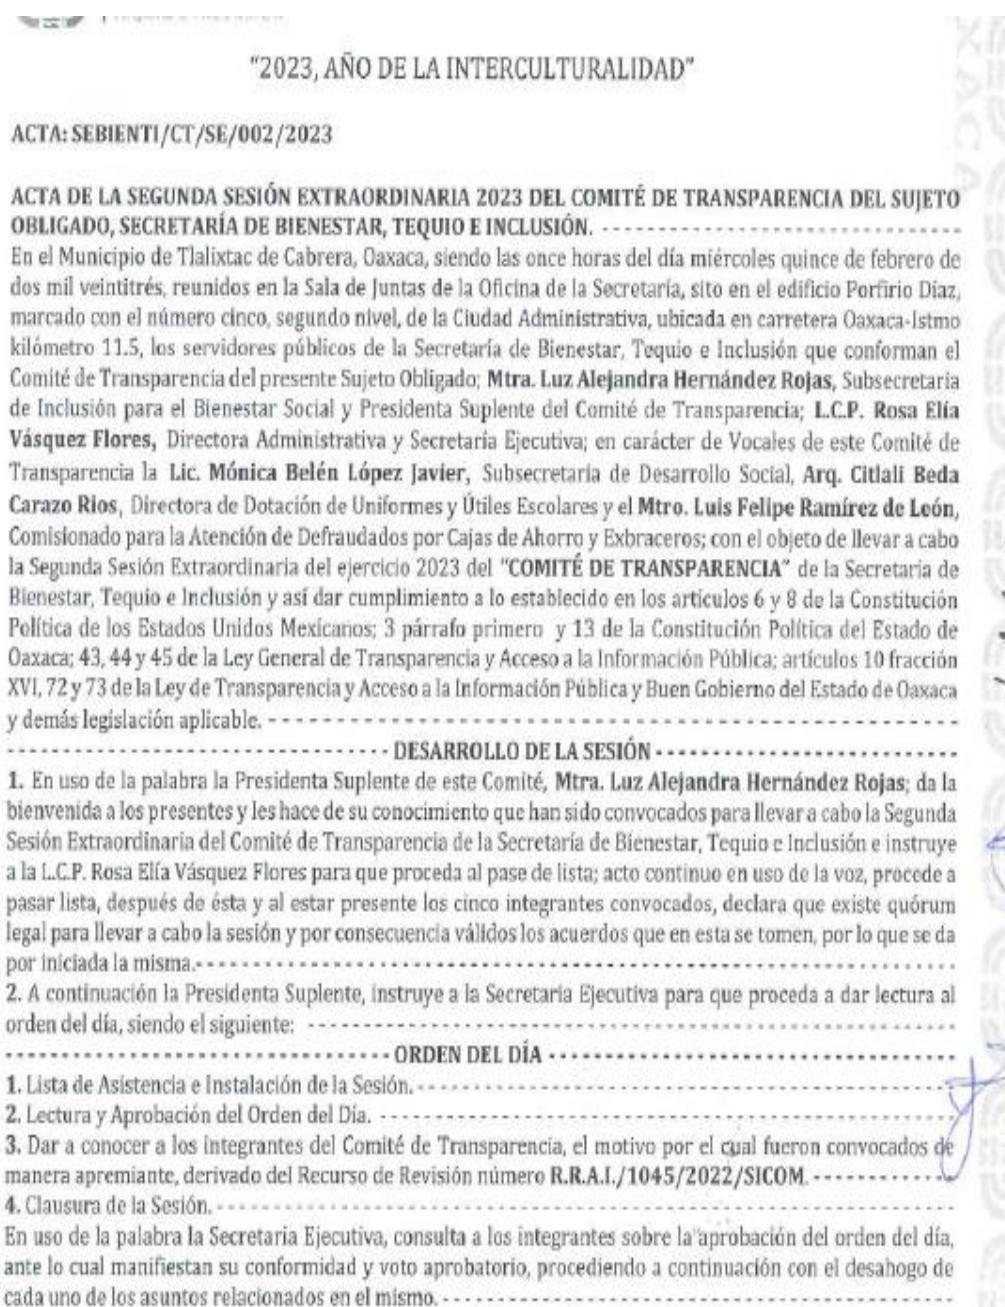 "2023, AÑO DE LA INTERCULTURALIDAD"
ACTA: SEBIENTI/CT/SE/002/2023
ACTA DE LA SEGUNDA SESIÓN EXTRAORDINARIA 2023 DEL COMITÉ DE TRANSPARENCIA DEL SUJETO
OBLIGADO, SECRETARÍA DE BIENESTAR, TEQUIO E INCLUSIÓN. - - - - - - - - - - - - - - - - - - - - - - - - - - - - - - -
En el Municipio de Tlalixtac de Cabrera, Oaxaca, siendo las once horas del día miércoles quince de febrero de
dos mil veintitrés, reunidos en la Sala de Juntas de la Oficina de la Secretaría, sito en el edificio Porfirio Díaz,
marcado con el número cinco, segundo nivel, de la Ciudad Administrativa, ubicada en carretera Oaxaca-Istmo
kilómetro 11.5, los servidores públicos de la Secretaría de Bienestar, Tequio e Inclusión que conforman el
Comité de Transparencia del presente Sujeto Obligado; Mtra. Luz Alejandra Hernández Rojas, Subsecretaria
de Inclusión para el Bienestar Social y Presidenta Suplente del Comité de Transparencia; L.C.P. Rosa Elía
Vásquez Flores, Directora Administrativa y Secretaria Ejecutiva; en carácter de Vocales de este Comité de
Transparencia la Lic. Mónica Belén López Javier, Subsecretaria de Desarrollo Social, Arq. Citlali Beda
Carazo Rios, Directora de Dotación de Uniformes y Útiles Escolares y el Mtro. Luis Felipe Ramírez de León,
Comisionado para la Atención de Defraudados por Cajas de Ahorro y Exbraceros; con el objeto de llevar a cabo
la Segunda Sesión Extraordinaria del ejercicio 2023 del "COMITÉ DE TRANSPARENCIA" de la Secretaría de
Bienestar, Tequio e Inclusión y así dar cumplimiento a lo establecido en los artículos 6 y 8 de la Constitución
Política de los Estados Unidos Mexicanos; 3 párrafo primero y 13 de la Constitución Política del Estado de
Oaxaca; 43, 44 y 45 de la Ley General de Transparencia y Acceso a la Información Pública; artículos 10 fracción
XVI, 72 y 73 de la Ley de Transparencia y Acceso a la Información Pública y Buen Gobierno del Estado de Oaxaca
y demás legislación aplicable. - - - - - - - - - - - - - - - - - - - - - - - - - - - - - - - - - - - - - - - - - - - - - - - - - - - - - - - -
- - - - - - - - - - - - - - - - - - - - - - - - - - - - - - - DESARROLLO DE LA SESIÓN - - - - - - - - - - - - - - - - - - - - - - - - -
1. En uso de la palabra la Presidenta Suplente de este Comité, Mtra. Luz Alejandra Hernández Rojas; da la
bienvenida a los presentes y les hace de su conocimiento que han sido convocados para llevar a cabo la Segunda
Sesión Extraordinaria del Comité de Transparencia de la Secretaría de Bienestar, Tequio e Inclusión e instruye
a la L.C.P. Rosa Elía Vásquez Flores para que proceda al pase de lista; acto continuo en uso de la voz, procede a
pasar lista, después de ésta y al estar presente los cinco integrantes convocados, declara que existe quórum
legal para llevar a cabo la sesión y por consecuencia válidos los acuerdos que en esta se tomen, por lo que se da
por iniciada la misma.- - - - - - - - - - - - - - - - - - - - - - - - - - - - - - - - - - - - - - - - - - - - - - - - - - - - - - - - - - - -
2. A continuación la Presidenta Suplente, instruye a la Secretaria Ejecutiva para que proceda a dar lectura al
orden del día, siendo el siguiente: - - - - - - - - - - - - - - - - - - - - - - - - - - - - - - - - - - - - - - - - - - - - - - - - - - - - -
- - - - - - - - - - - - - - - - - - - - - - - - - - - - - - - ORDEN DEL DÍA - - - - - - - - - - - - - - - - - - - - - - - - - - - - - - - - -
1. Lista de Asistencia e Instalación de la Sesión. - - - - - - - - - - - - - - - - - - - - - - - - - - - - - - - - - - - - - - - - - - - -
2. Lectura y Aprobación del Orden del Día. - - - - - - - - - - - - - - - - - - - - - - - - - - - - - - - - - - - - - - - - - - - - - - -
3. Dar a conocer a los integrantes del Comité de Transparencia, el motivo por el cual fueron convocados de
manera apremiante, derivado del Recurso de Revisión número R.R.A.I./1045/2022/SICOM. - - - - - - - - - - - -
4. Clausura de la Sesión. - - - - - - - - - - - - - - - - - - - - - - - - - - - - - - - - - - - - - - - - - - - - - - - - - - - - - - - - - - -
En uso de la palabra la Secretaria Ejecutiva, consulta a los integrantes sobre la aprobación del orden del día,
ante lo cual manifiestan su conformidad y voto aprobatorio, procediendo a continuación con el desahogo de
cada uno de los asuntos relacionados en el mismo. - - - - - - - - - - - - - - - - - - - - - - - - - - - - - - - - - - - - - - - - - -